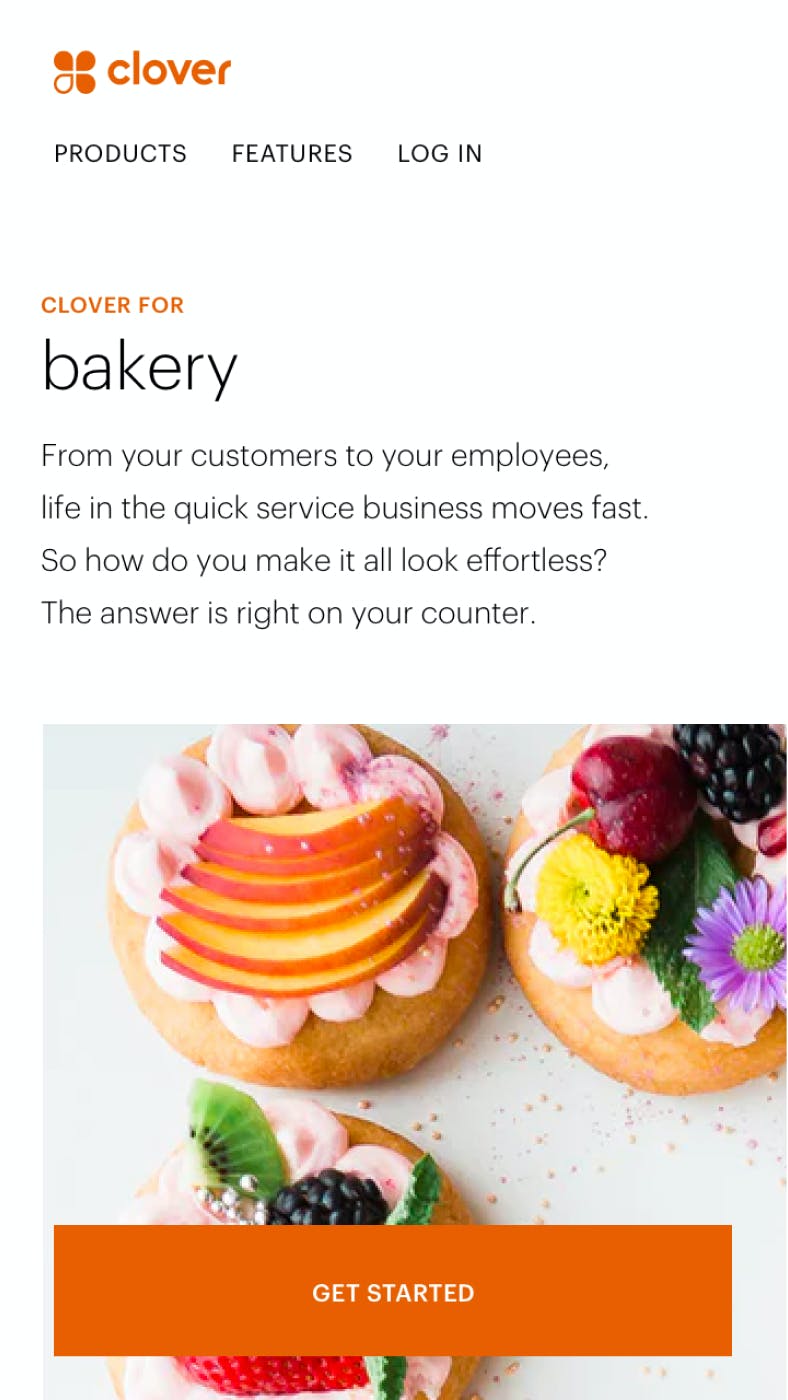 clover
PRODUCTS FEATURES LOG IN
CLOVER FOR
bakery
From your customers to your employees,
life in the quick service business moves fast.
So how do you make it all look effortless?
The answer is right on your counter.
GET STARTED